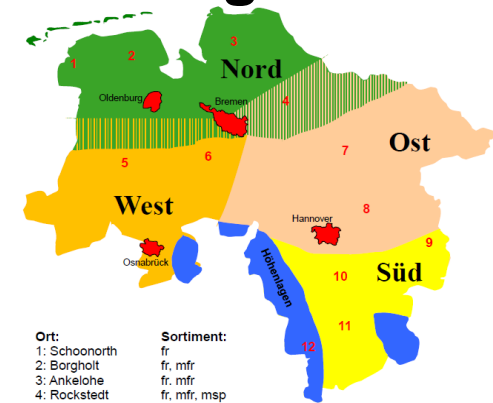 3
1
2
Nord
Oldenburg
Bremen
4
5
6
7
Ost
West
8
Hannover
9
Osnabrück
Höhenlagen
Süd
10
11
12
Ort: Sortiment:
1: Schoonorth fr
2: Borgholt fr, mfr
3: Ankelohe fr. mfr
4: Rockstedt fr, mfr, msp